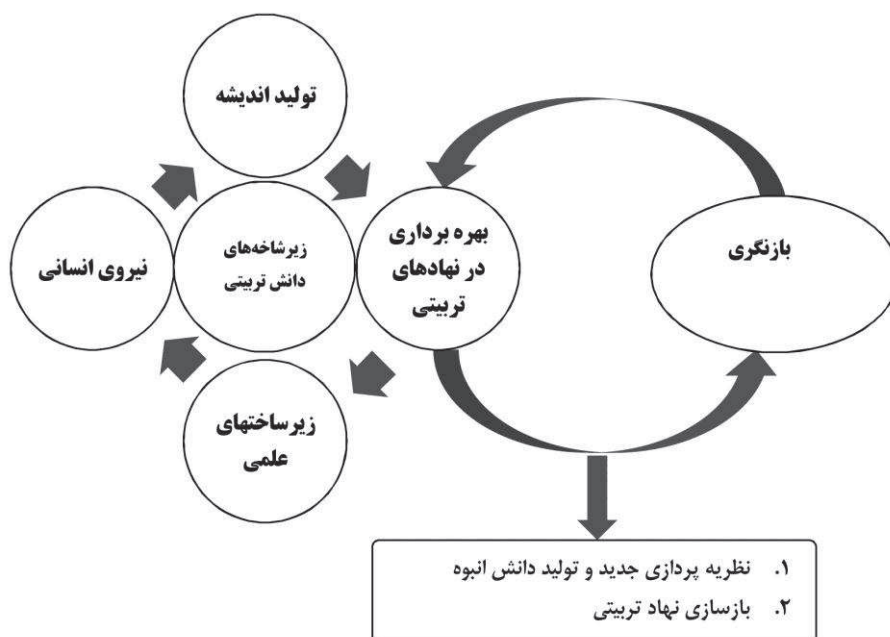 تولید اندیشه
بهره برداری
در نهادهای
تربیتی
بازنگری
زیرشاخه‌های
دانش تربیتی
نیروی انسانی
زیرساختهای
علمی
۱. نظریه پردازی جدید و تولید دانش انبوه
۲. بازسازی نهاد تربیتی